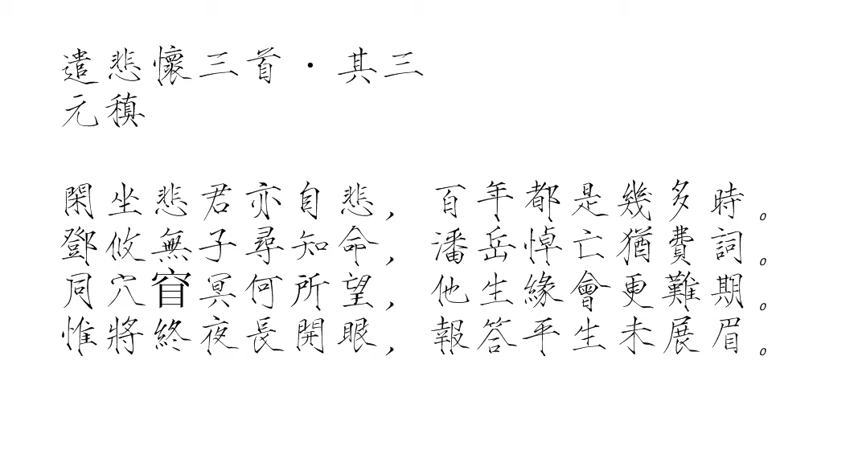 遣悲懷三首·其三
元稹
閑坐悲君亦自悲，百年都是幾多時。
鄧攸無子尋知命，潘岳悼亡猶費詞。
同穴窅冥何所望，他生緣會更難期。
惟將終夜長開眼，報答平生未展眉。